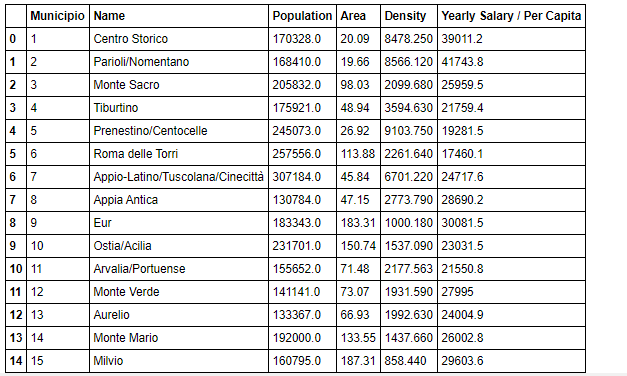 Municipio Name Population Area Density Yearly Salary / Per Capita
0 1 Centro Storico 170328.0 20.09 8478.250 39011.2
1 2 Parioli/Nomentano 168410.0 19.66 8566.120 41743.8
2 3 Monte Sacro 205832.0 98.03 2099.680 25959.5
3 4 Tiburtino 175921.0 48.94 3594.630 21759.4
4 5 Prenestino/Centocelle 245073.0 26.92 9103.750 19281.5
5 6 Roma delle Torri 257556.0 113.88 2261.640 17460.1
6 7 Appio-Latino/Tuscolana/Cinecittà 307184.0 45.84 6701.220 24717.6
7 8 Appia Antica 130784.0 47.15 2773.790 28690.2
8 9 Eur 183343.0 183.31 1000.180 30081.5
9 10 Ostia/Acilia 231701.0 150.74 1537.090 23031.5
10 11 Arvalia/Portuense 155652.0 71.48 2177.563 21550.8
11 12 Monte Verde 141141.0 73.07 1931.590 27995
12 13 Aurelio 133367.0 66.93 1992.630 24004.9
13 14 Monte Mario 192000.0 133.55 1437.660 26002.8
14 15 Milvio 160795.0 187.31 858.440 29603.6